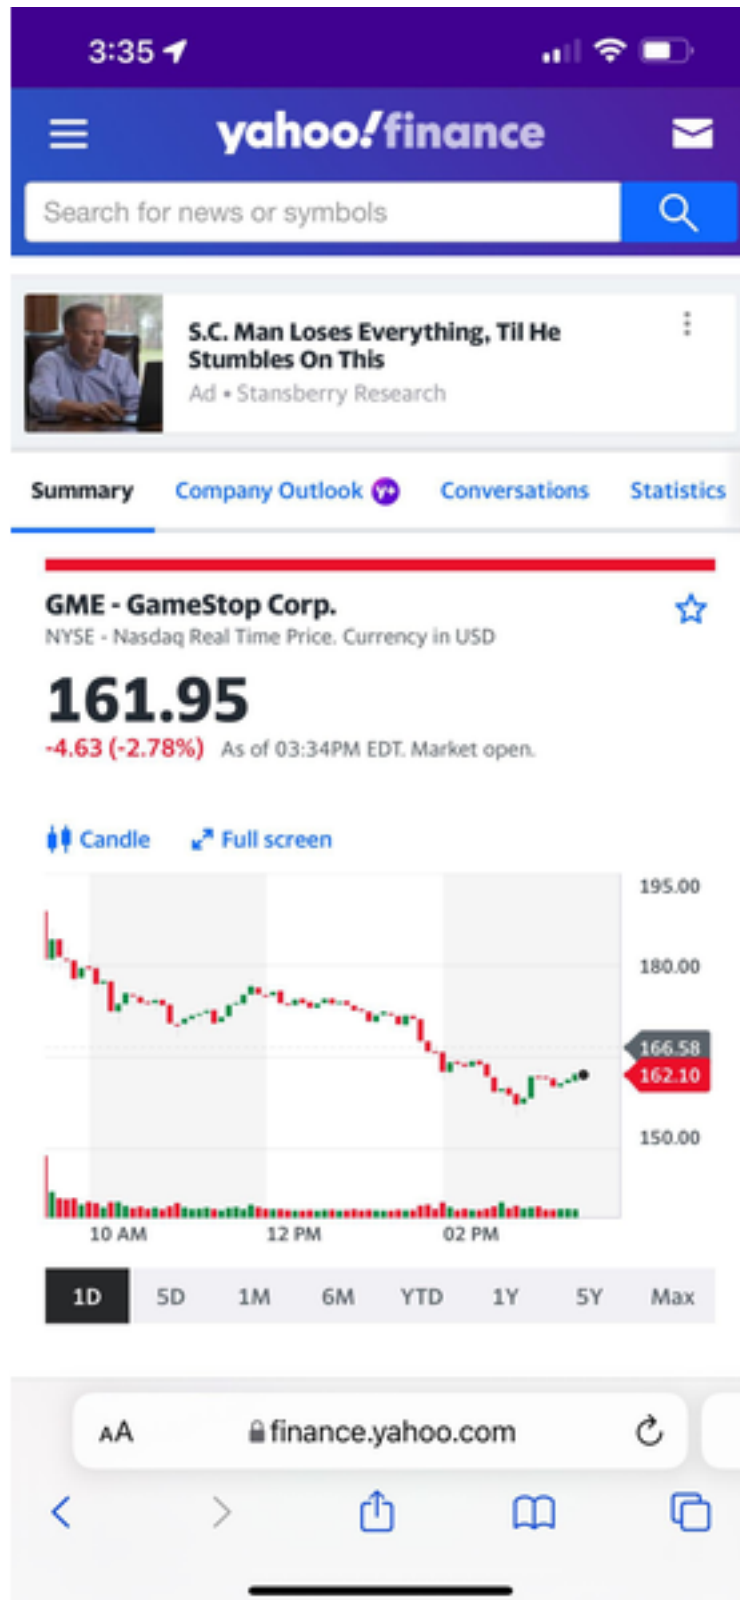 3:35
yahoo!finance
Search for news or symbols
S.C. Man Loses Everything, Til He
Stumbles On This
Ad • Stansberry Research
Summary Company Outlook Y+ Conversations Statistics
GME - GameStop Corp.
NYSE - Nasdaq Real Time Price. Currency in USD
161.95
-4.63 (-2.78%) As of 03:34PM EDT. Market open.
Candle Full screen
195.00
180.00
166.58
162.10
150.00
10 AM 12 PM 02 PM
1D 5D 1M 6M YTD 1Y 5Y Max
AA finance.yahoo.com